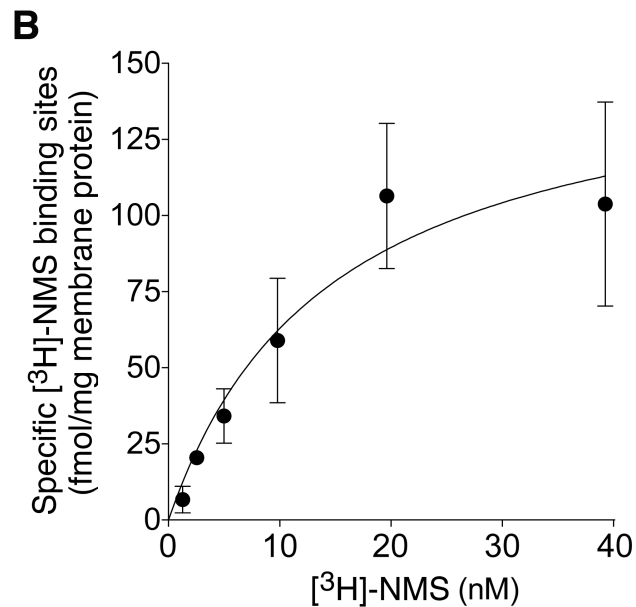 B
Specific [³H]-NMS binding sites
(fmol/mg membrane protein)
150
125
100
75
50
25
0
0 10 20 30 40
[³H]-NMS (nM)